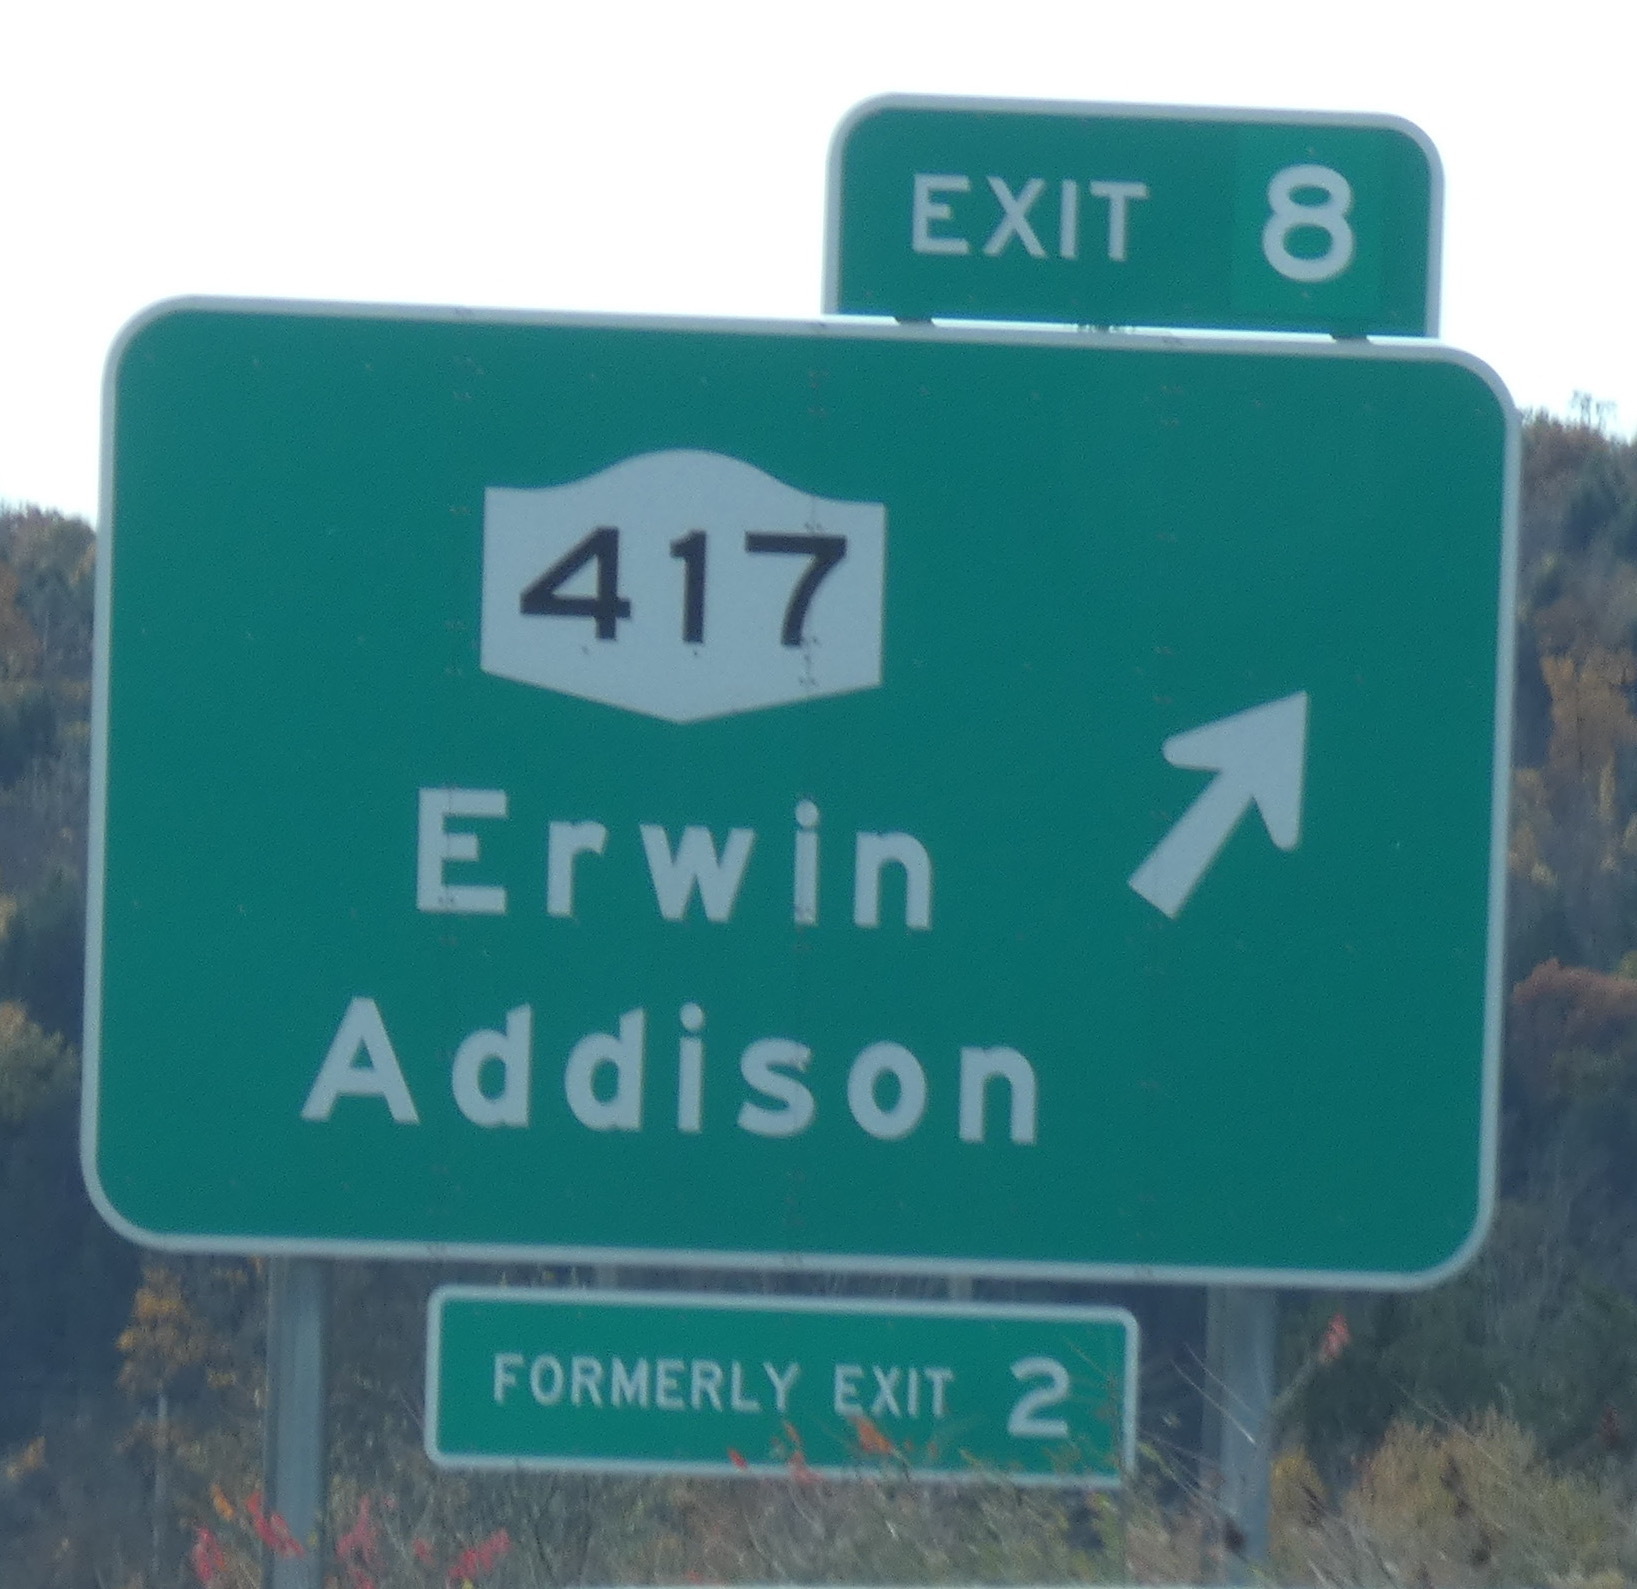 EXIT 8
417
Erwin
Addison
FORMERLY EXIT 2